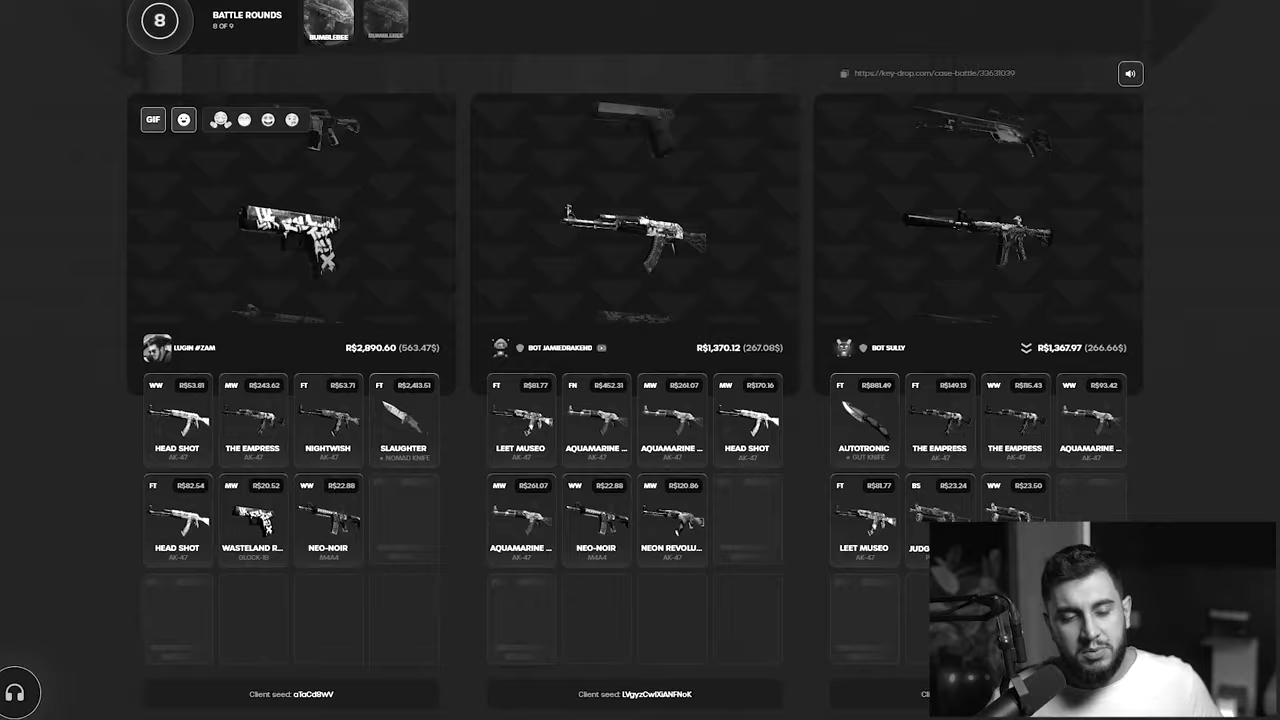 8
BATTLE ROUNDS
8 OF 9
BUMBLEBEE
BUMBLEBEE
https://key-drop.com/case-battle/33631039
GIF
LUGIN #ZAM
R$2,890.60 (563.47$)
BOT JAMIEDRAKEND
R$1,370.12 (267.08$)
BOT SULLY
R$1,367.97 (266.66$)
WW R$53.81
MW R$243.62
FT R$53.71
FT R$2,413.51
HEAD SHOT
AK-47
THE EMPRESS
AK-47
NIGHTWISH
AK-47
SLAUGHTER
★ NOMAD KNIFE
FT R$81.77
FN R$452.31
MW R$261.07
MW R$170.16
LEET MUSEO
AK-47
AQUAMARINE ...
AK-47
AQUAMARINE ...
AK-47
HEAD SHOT
AK-47
FT R$881.49
FT R$149.13
WW R$115.43
WW R$93.42
AUTOTRONIC
★ GUT KNIFE
THE EMPRESS
AK-47
THE EMPRESS
AK-47
AQUAMARINE ...
AK-47
FT R$82.54
MW R$20.52
WW R$22.88
HEAD SHOT
AK-47
WASTELAND R...
GLOCK-18
NEO-NOIR
M4A4
MW R$261.07
WW R$22.88
MW R$120.86
AQUAMARINE ...
AK-47
NEO-NOIR
M4A4
NEON REVOLU...
AK-47
FT R$81.77
BS R$23.24
WW R$23.50
LEET MUSEO
AK-47
Client seed: aTaCd8WV
Client seed: LVgyzCwlXiANFNoK